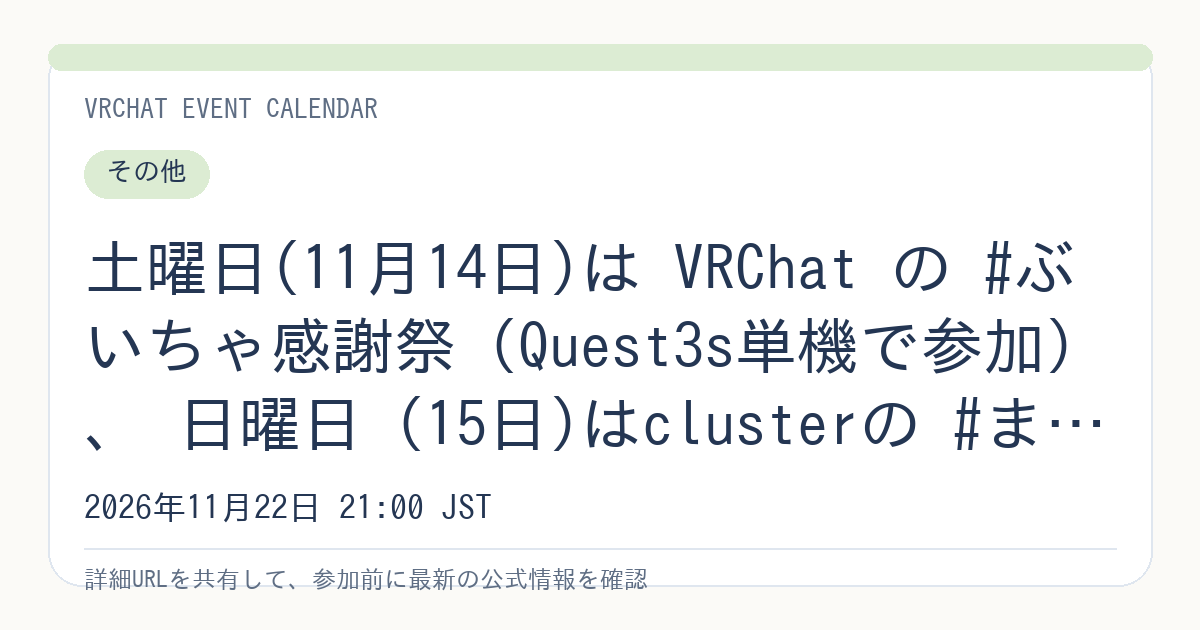 VRCHAT EVENT CALENDAR
その他
土曜日(11月14日)は VRChat の #ぶ
いちゃ感謝祭 (Quest3s単機で参加)
、 日曜日 (15日)はclusterの #ま…
2026年11月22日 21:00 JST
詳細URLを共有して、参加前に最新の公式情報を確認